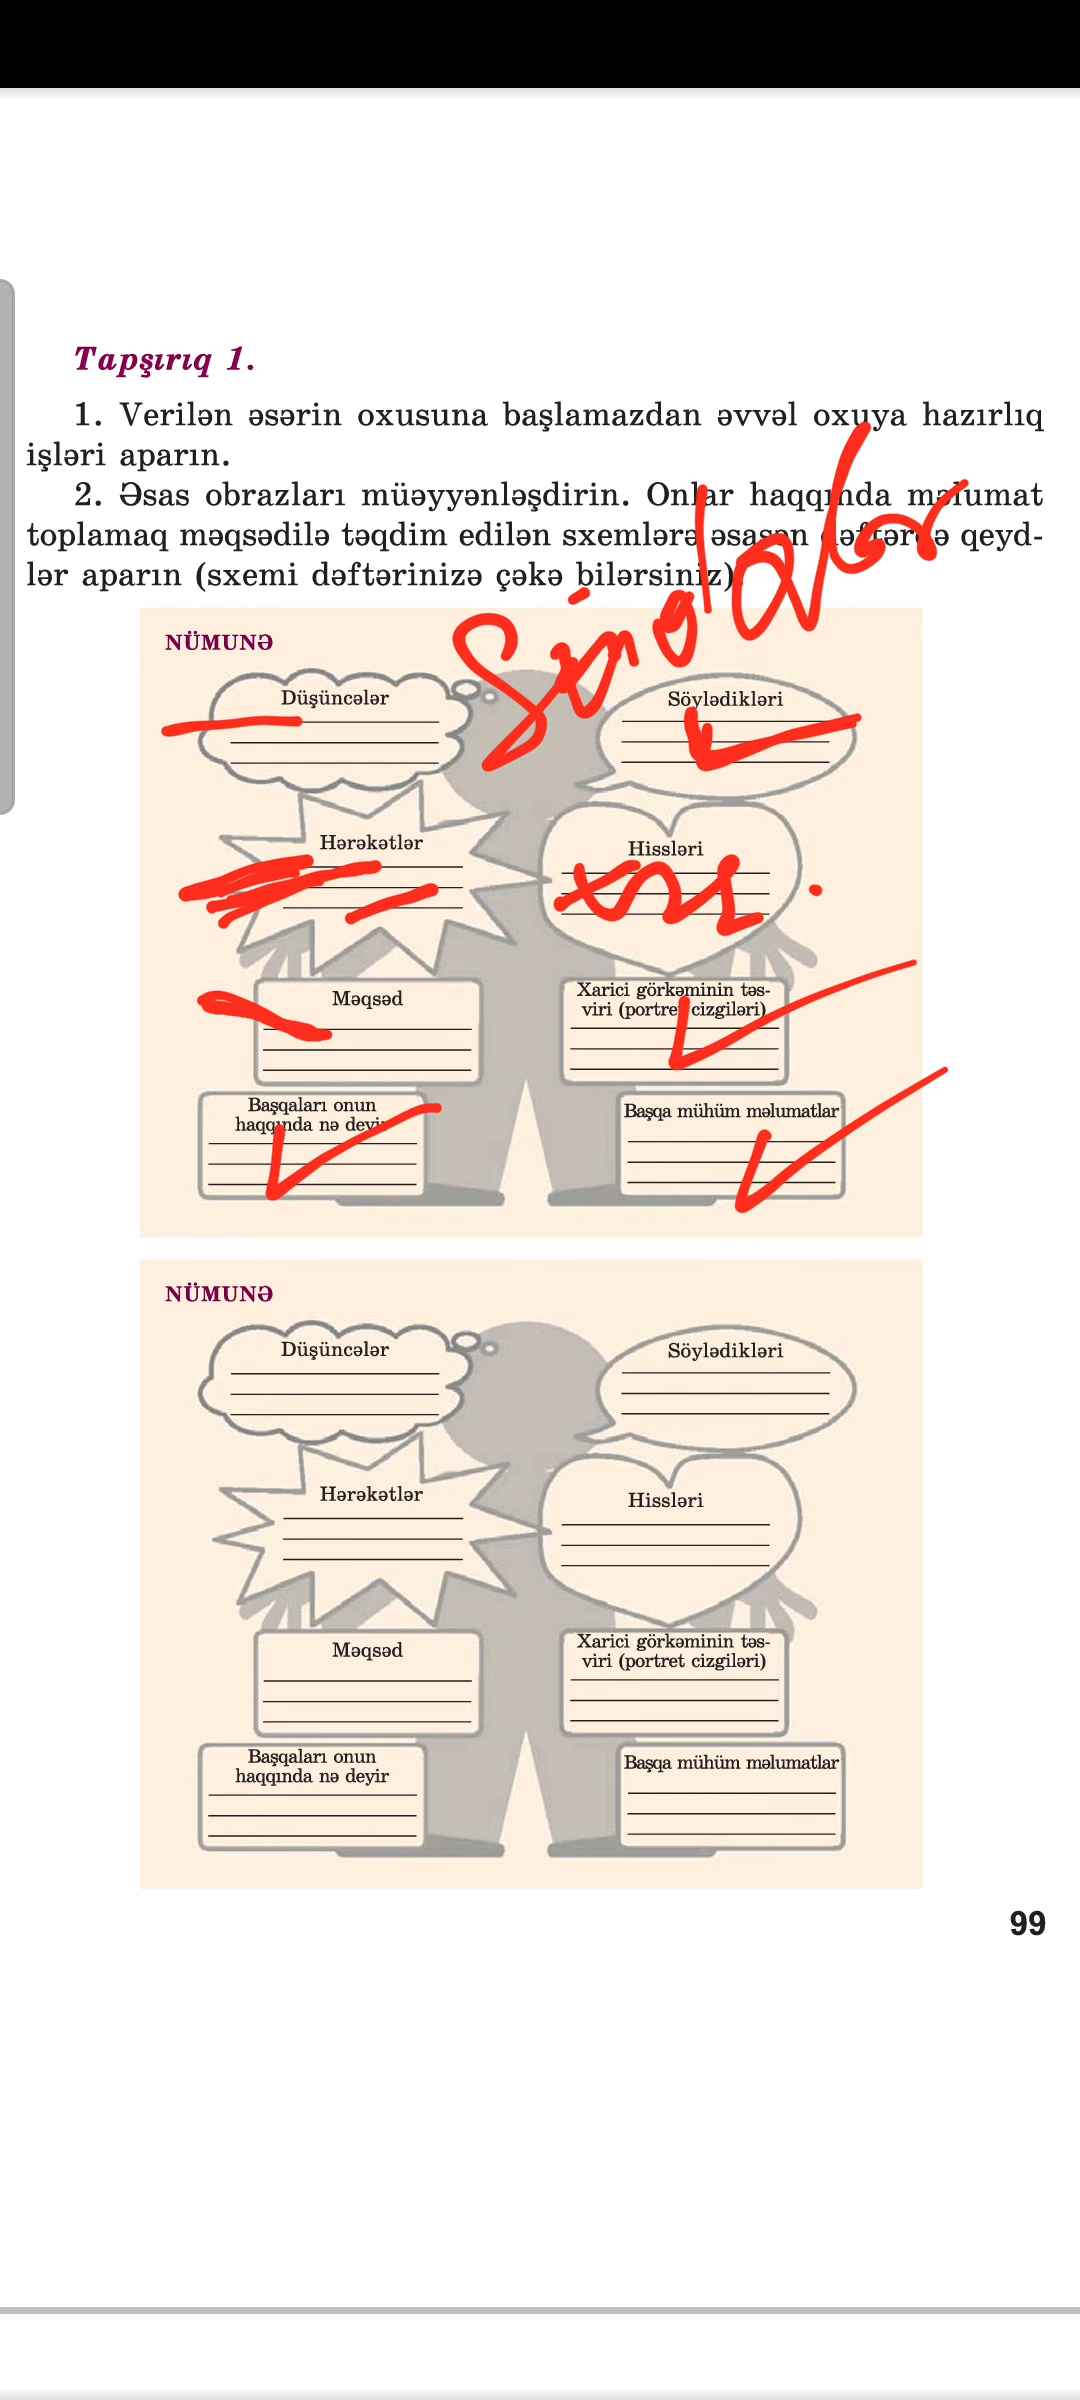 Tapşırıq 1.
1. Verilən əsərin oxusuna başlamazdan əvvəl oxuya hazırlıq
işləri aparın.
2. Əsas obrazları müəyyənləşdirin. Onlar haqqında məlumat
toplamaq məqsədilə təqdim edilən sxemlərə əsasən dəftərdə qeyd-
lər aparın (sxemi dəftərinizə çəkə bilərsiniz).
NÜMUNƏ
Düşüncələr
Söylədikləri
Hərəkətlər
Hissləri
Məqsəd
Xarici görkəminin təs-
viri (portret cizgiləri)
Başqaları onun
haqqında nə deyir
Başqa mühüm məlumatlar
NÜMUNƏ
Düşüncələr
Söylədikləri
Hərəkətlər
Hissləri
Məqsəd
Xarici görkəminin təs-
viri (portret cizgiləri)
Başqaları onun
haqqında nə deyir
Başqa mühüm məlumatlar
99